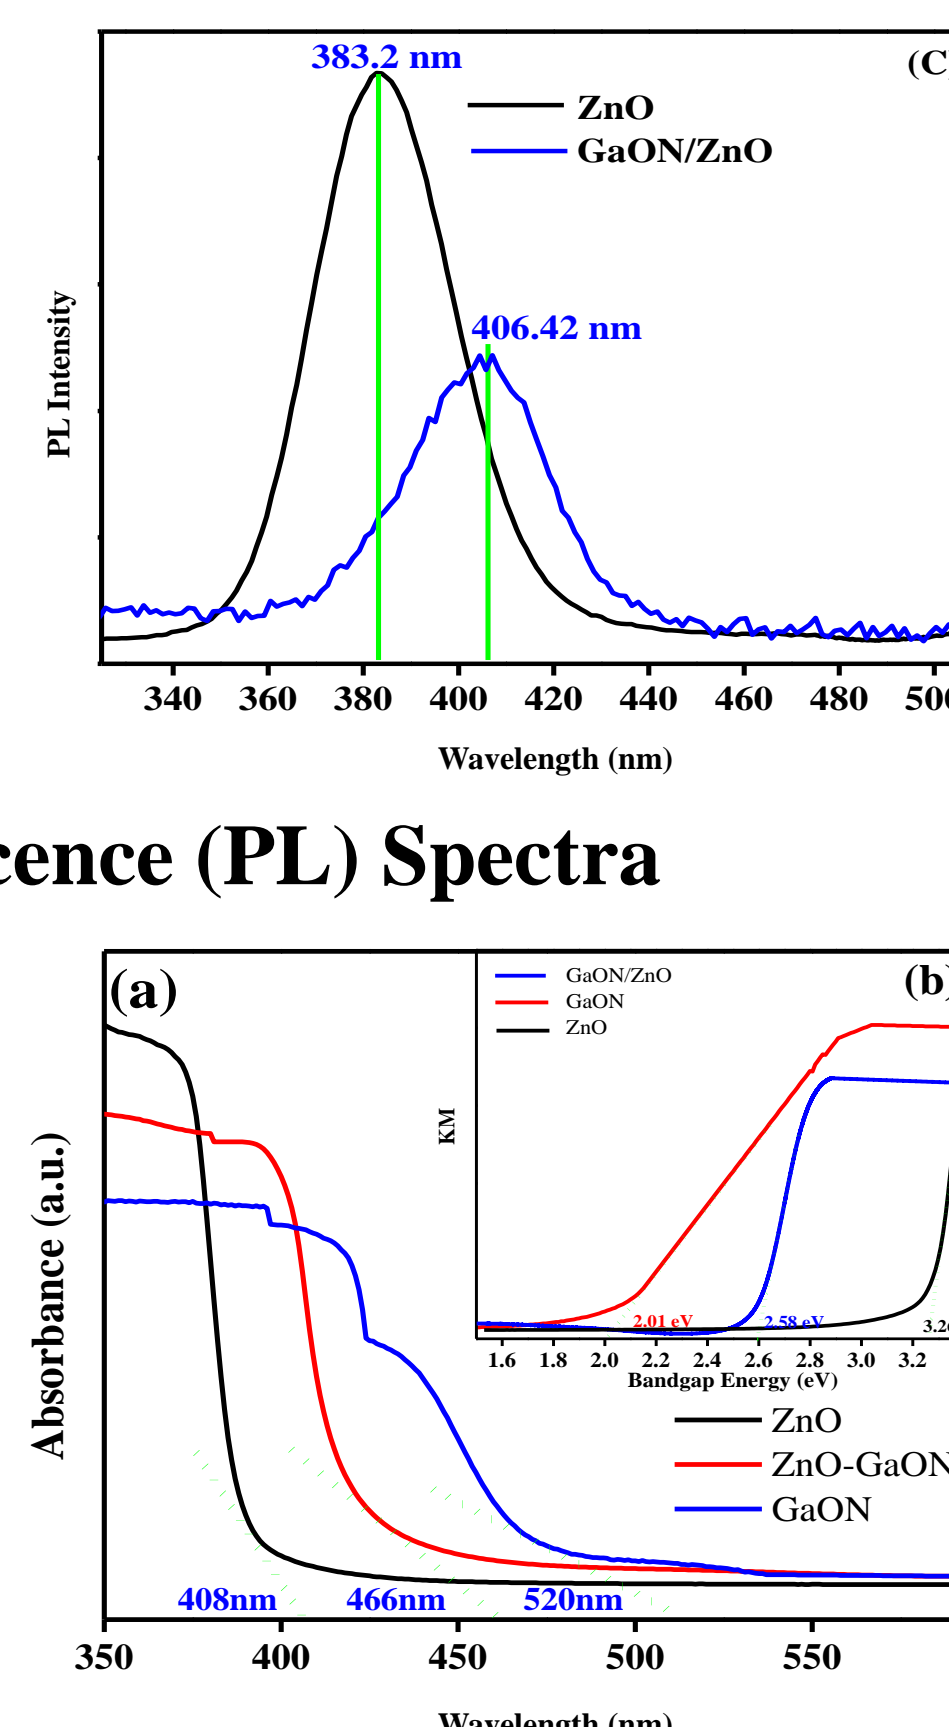 383.2 nm
(C)
ZnO
GaON/ZnO
406.42 nm
PL Intensity
340 360 380 400 420 440 460 480
Wavelength (nm)
cence (PL) Spectra
(a)
(b)
GaON/ZnO
GaON
ZnO
KM
2.01 eV
2.58 eV
1.6 1.8 2.0 2.2 2.4 2.6 2.8 3.0 3.2
Bandgap Energy (eV)
Absorbance (a.u.)
ZnO
ZnO-GaON
GaON
408nm 466nm 520nm
350 400 450 500 550
Wavelength (nm)